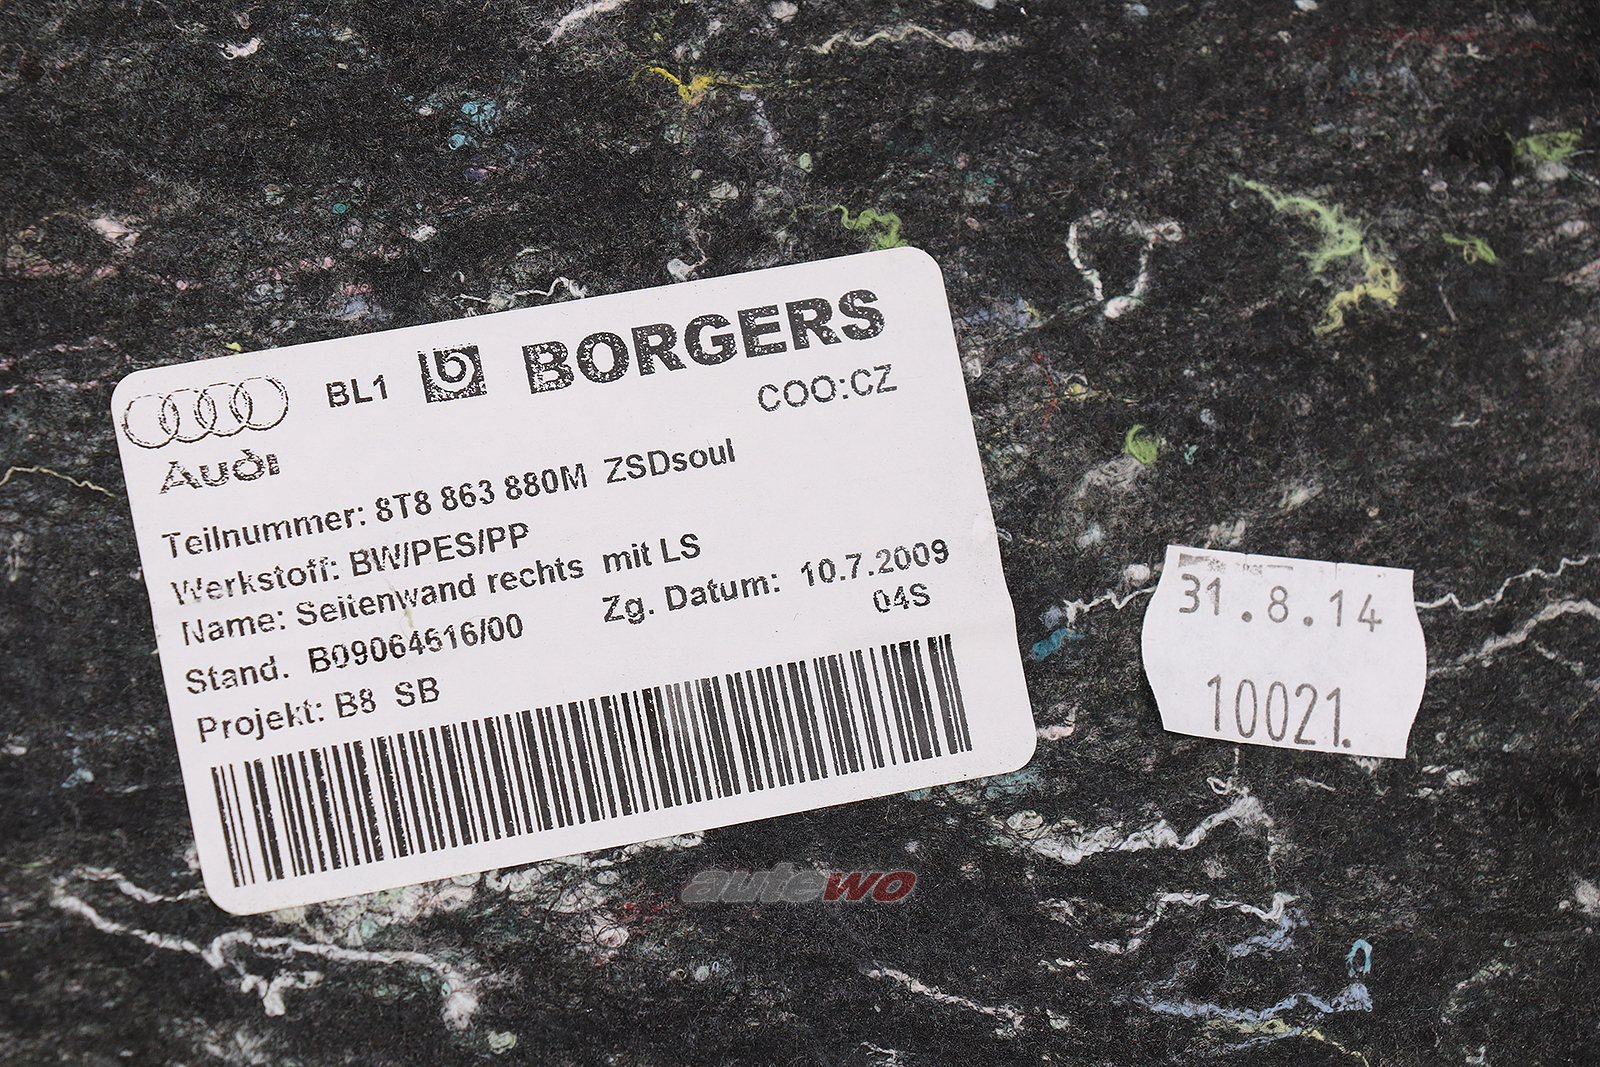 BL1 b BORGERS
COO:CZ
Audi
Teilnummer: 8T8 863 880M ZSDsoul
Werkstoff: BW/PES/PP
Name: Seitenwand rechts mit LS
Stand. B09064616/00 Zg. Datum: 10.7.2009
04S
Projekt: B8 SB
31.8.14
10021.
autewo